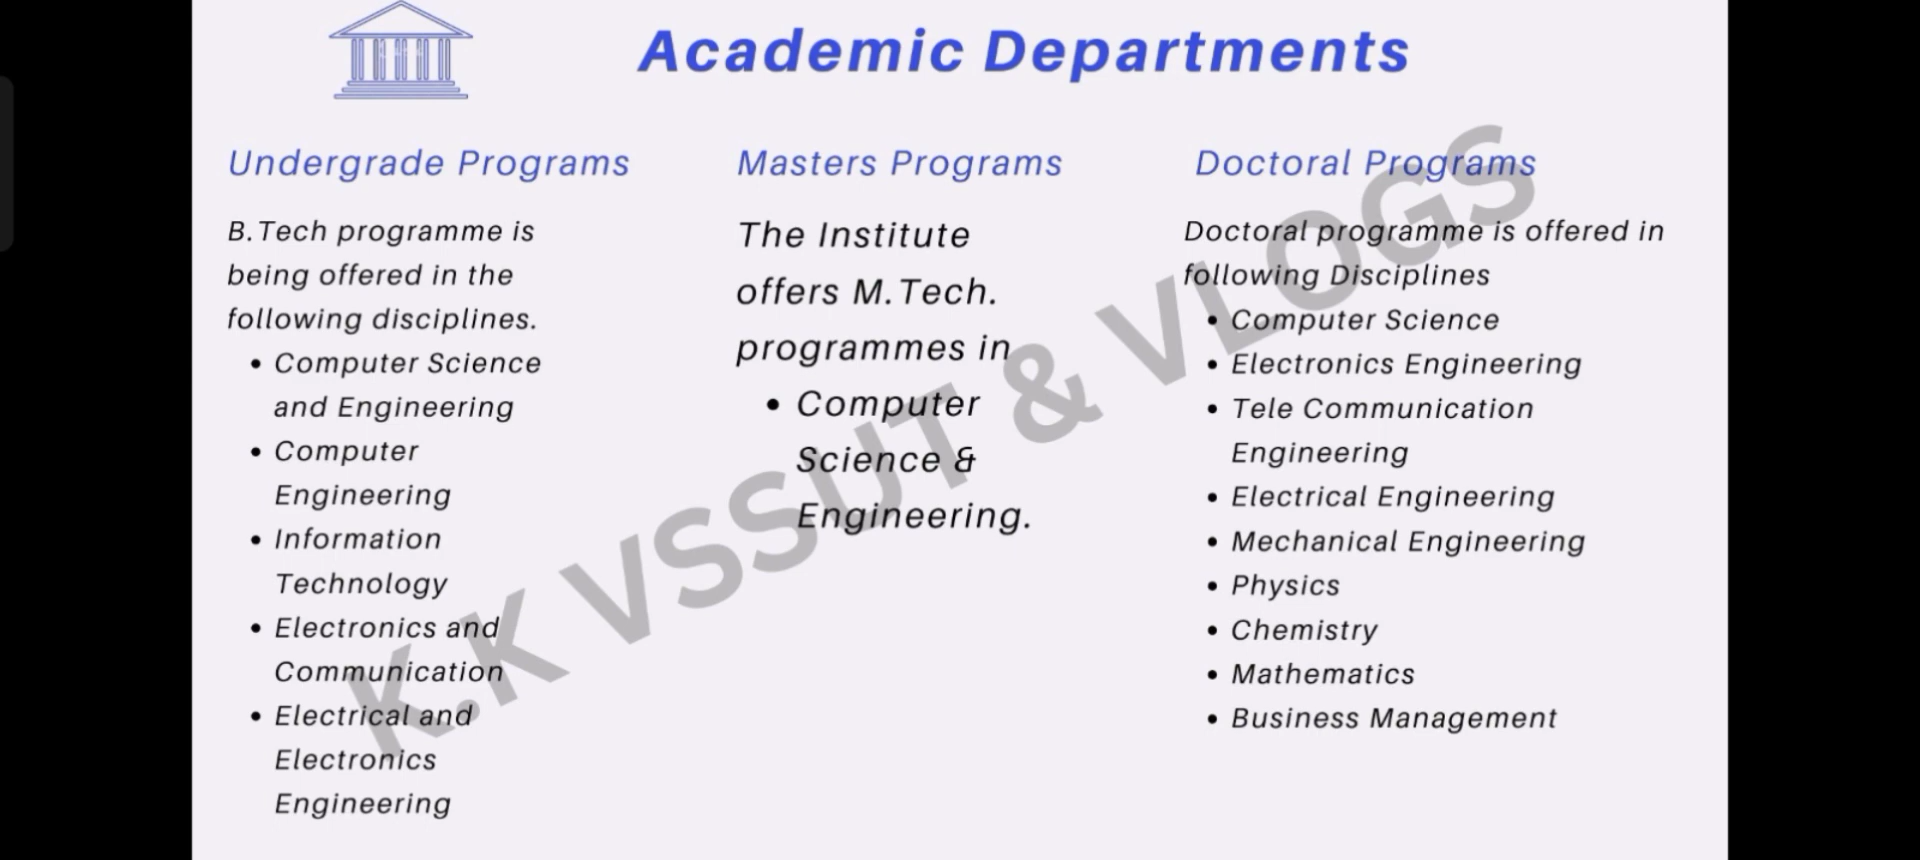 Academic Departments
Undergrade Programs
B.Tech programme is
being offered in the
following disciplines.
• Computer Science
and Engineering
• Computer
Engineering
• Information
Technology
• Electronics and
Communication
• Electrical and
Electronics
Engineering
Masters Programs
The Institute
offers M.Tech.
programmes in
• Computer
Science &
Engineering.
Doctoral Programs
Doctoral programme is offered in
following Disciplines
• Computer Science
• Electronics Engineering
• Tele Communication
Engineering
• Electrical Engineering
• Mechanical Engineering
• Physics
• Chemistry
• Mathematics
• Business Management
K.K VSSUT & VLOGS